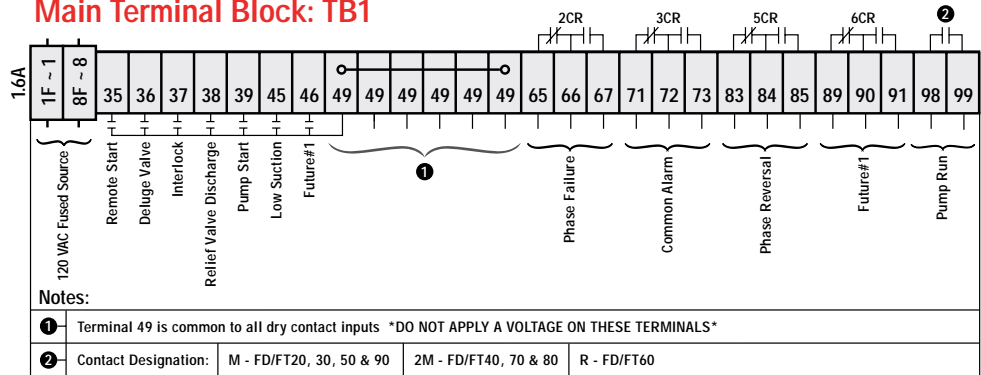 Main Terminal Block: TB1
2CR 3CR 5CR 6CR ❷
1.6A
1F ~ 1 8F ~ 8 35 36 37 38 39 45 46 49 49 49 49 49 49 65 66 67 71 72 73 83 84 85 89 90 91 98 99
❶
120 VAC Fused Source
Remote Start
Deluge Valve
Interlock
Relief Valve Discharge
Pump Start
Low Suction
Future#1
Phase Failure
Common Alarm
Phase Reversal
Future#1
Pump Run
Notes:
❶ Terminal 49 is common to all dry contact inputs *DO NOT APPLY A VOLTAGE ON THESE TERMINALS*
❷ Contact Designation: M - FD/FT20, 30, 50 & 90 2M - FD/FT40, 70 & 80 R - FD/FT60